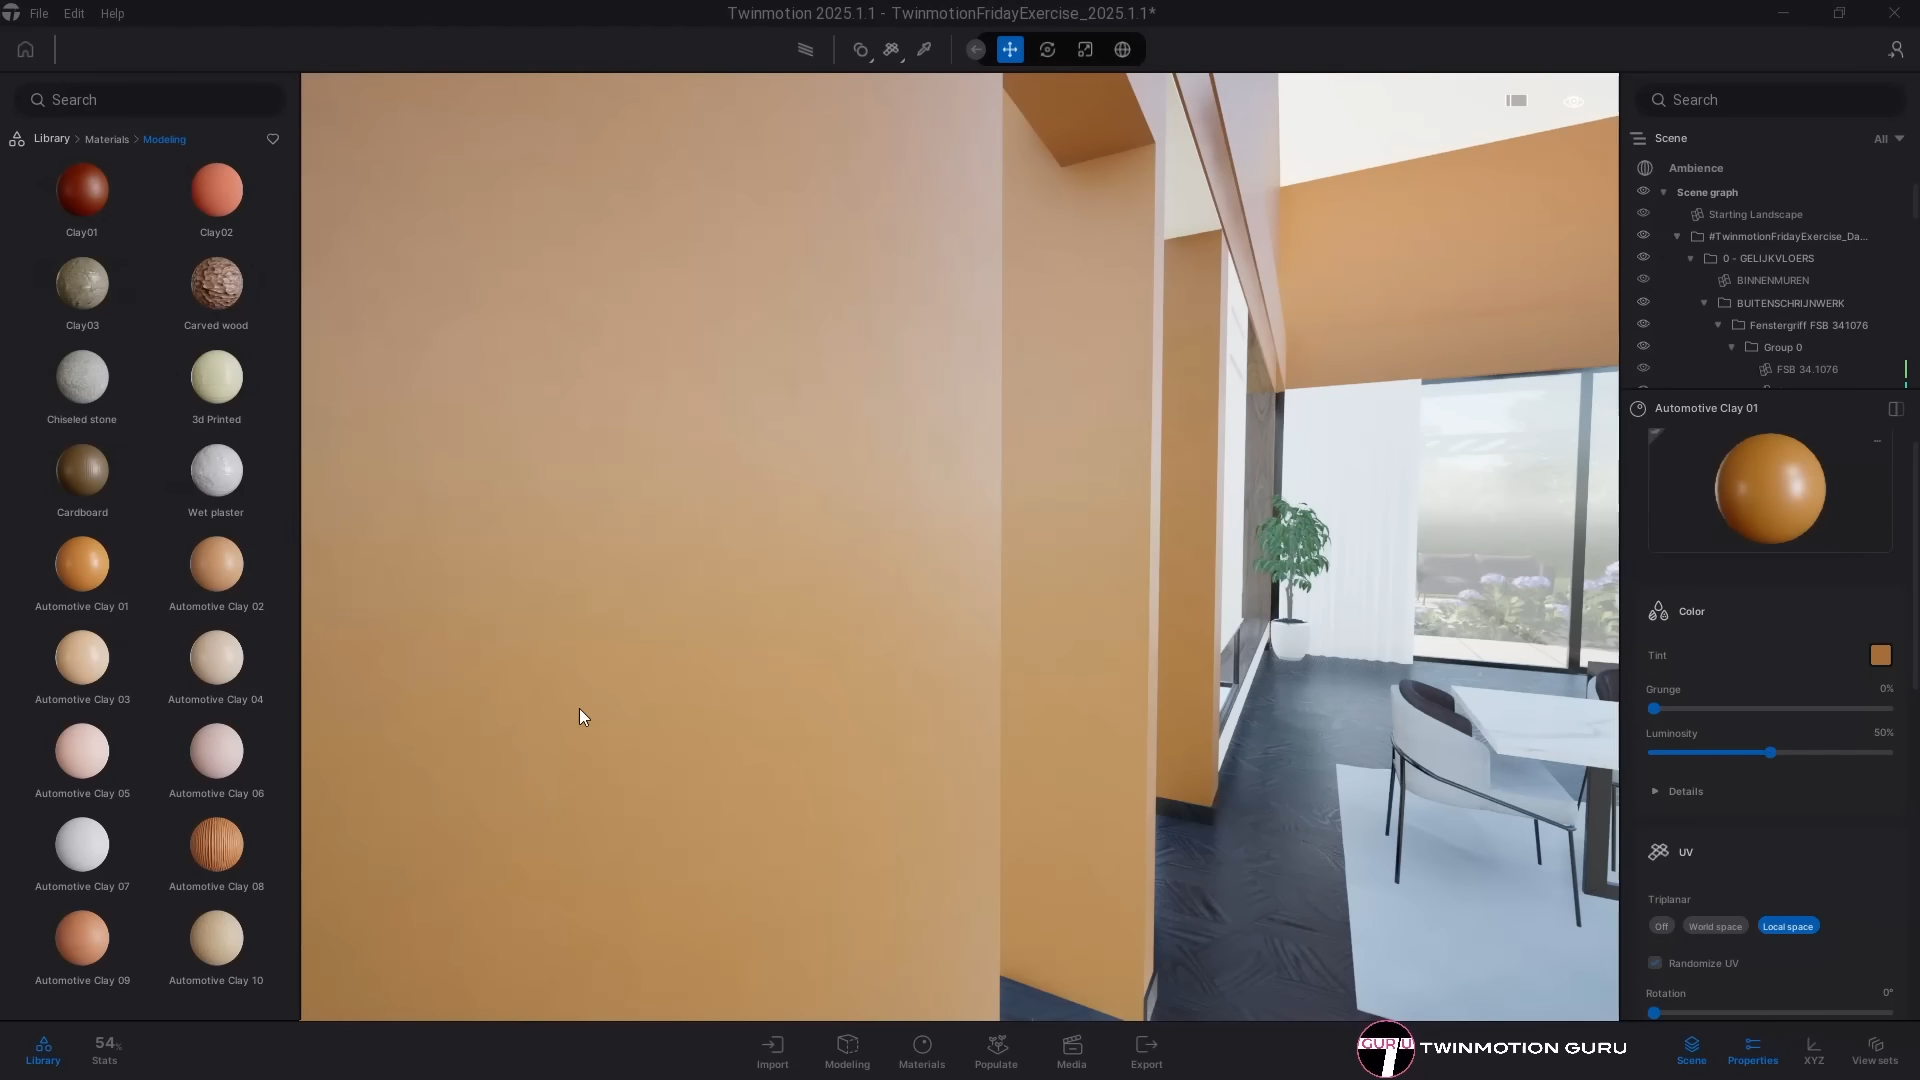 File Edit Help
Twinmotion 2025.1.1 - TwinmotionFridayExercise_2025.1.1*
Search
Library > Materials > Modeling
Clay01
Clay02
Clay03
Carved wood
Chiseled stone
3d Printed
Cardboard
Wet plaster
Automotive Clay 01
Automotive Clay 02
Automotive Clay 03
Automotive Clay 04
Automotive Clay 05
Automotive Clay 06
Automotive Clay 07
Automotive Clay 08
Automotive Clay 09
Automotive Clay 10
Search
Scene
All
Ambience
Scene graph
Starting Landscape
#TwinmotionFridayExercise_Da...
0 - GELIJKVLOERS
BINNENMUREN
BUITENSCHRIJNWERK
Fenstergriff FSB 341076
Group 0
FSB 34.1076
Automotive Clay 01
Color
Tint
Grunge 0%
Luminosity 50%
Details
UV
Triplanar
Off World space Local space
Randomize UV
Rotation 0°
Library
54%
Stats
Import
Modeling
Materials
Populate
Media
Export
GURU
TWINMOTION GURU
Scene
Properties
XYZ
View sets